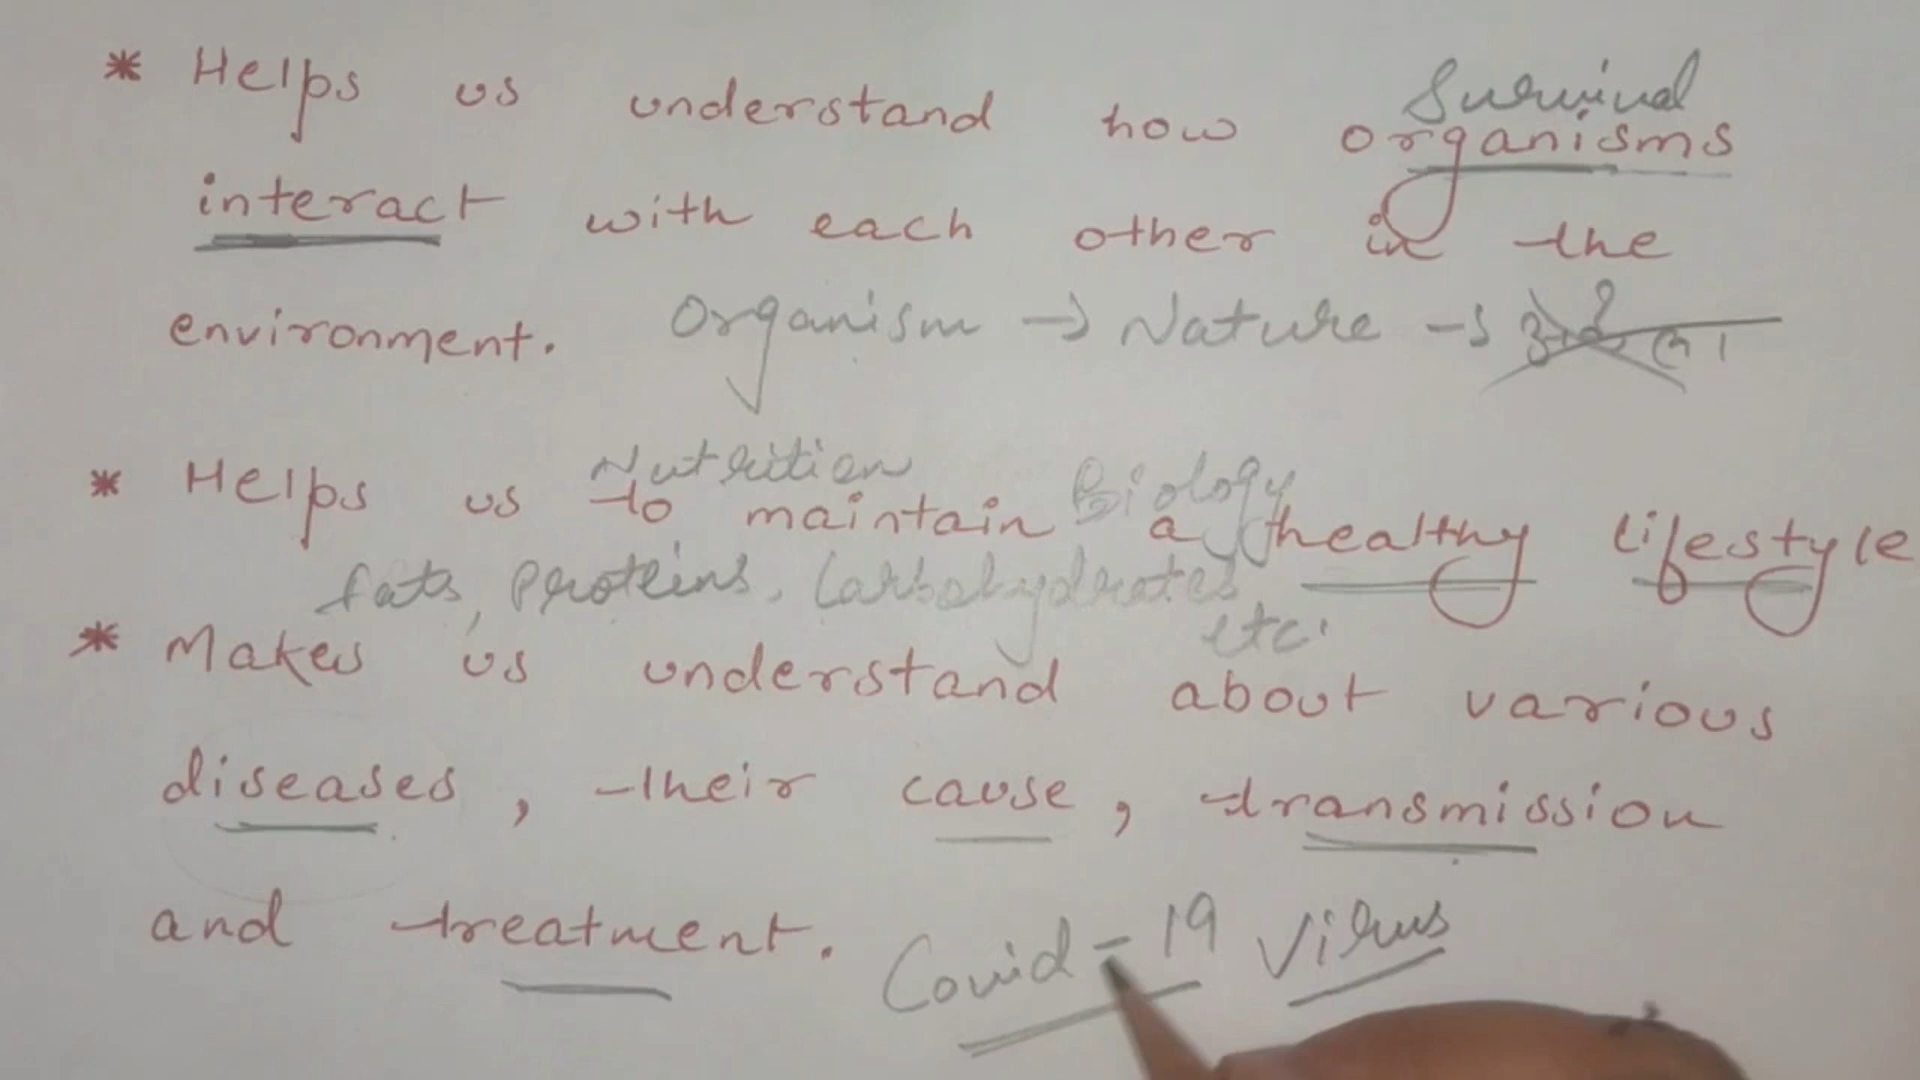 Survival
* Helps us understand how organisms
interact with each other in the
environment. Organism → Nature → अकेला
Nutrition Biology
* Helps us to maintain a healthy lifestyle
fats, Proteins, Carbohydrates
etc.
* Makes us understand about various
diseases, their cause, transmission
and treatment. Covid-19 Virus